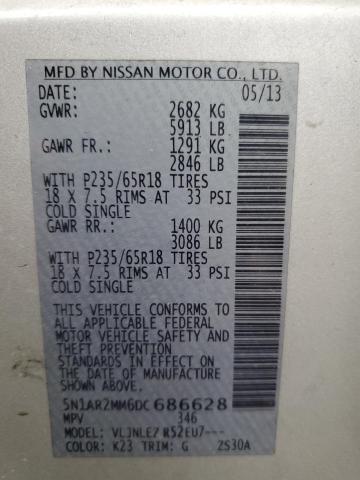 MFD BY NISSAN MOTOR CO., LTD.
DATE: 05/13
GVWR: 2682 KG
5913 LB
GAWR FR.: 1291 KG
2846 LB
WITH P235/65R18 TIRES
18 X 7.5 RIMS AT 33 PSI
COLD SINGLE
GAWR RR.: 1400 KG
3086 LB
WITH P235/65R18 TIRES
18 X 7.5 RIMS AT 33 PSI
COLD SINGLE
THIS VEHICLE CONFORMS TO
ALL APPLICABLE FEDERAL
MOTOR VEHICLE SAFETY AND
THEFT PREVENTION
STANDARDS IN EFFECT ON
THE DATE OF MANUFACTURE
SHOWN ABOVE.
5N1AR2MM6DC686628
MPV 346
MODEL: VLJNLE7 R52EU7---
COLOR: K23 TRIM: G 2S30A